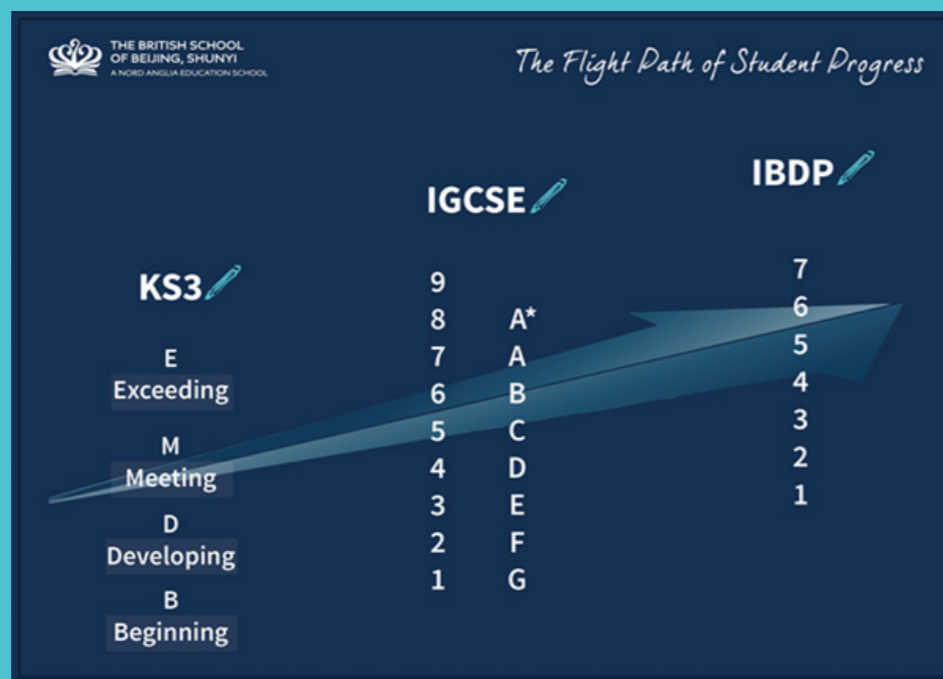 THE BRITISH SCHOOL
OF BEIJING, SHUNYI
A NORD ANGLIA EDUCATION SCHOOL
The Flight Path of Student Progress
KS3
E
Exceeding
M
Meeting
D
Developing
B
Beginning
IGCSE
9
8 A*
7 A
6 B
5 C
4 D
3 E
2 F
1 G
IBDP
7
6
5
4
3
2
1